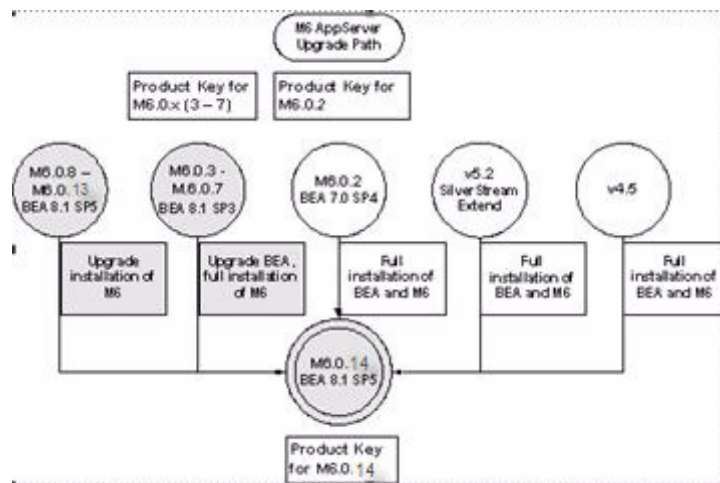 M6 AppServer
Upgrade Path
Product Key for
M6.0.x (3 – 7)
Product Key for
M6.0.2
M6.0.8 –
M6.0.13
BEA 8.1 SP5
M6.0.3 -
M.6.0.7
BEA 8.1 SP3
M6.0.2
BEA 7.0 SP4
v5.2
SilverStream
Extend
v4.5
Upgrade
installation of
M6
Upgrade BEA,
full installation
of M6
Full
installation of
BEA and M6
Full
installation of
BEA and M6
Full
installation of
BEA and M6
M6.0.14
BEA 8.1 SP5
Product Key
for M6.0.14